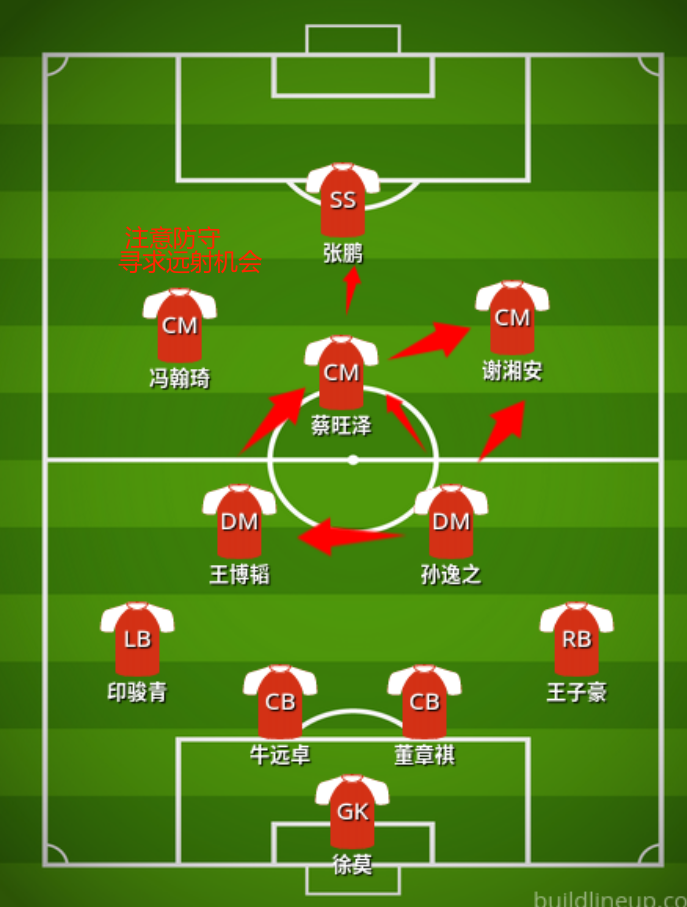 SS
张鹏
注意防守
寻求远射机会
CM
冯翰琦
CM
蔡旺泽
CM
谢湘安
DM
王博韬
DM
孙逸之
LB
印骏青
CB
牛远卓
CB
董章祺
RB
王子豪
GK
徐莫
buildlineup.co